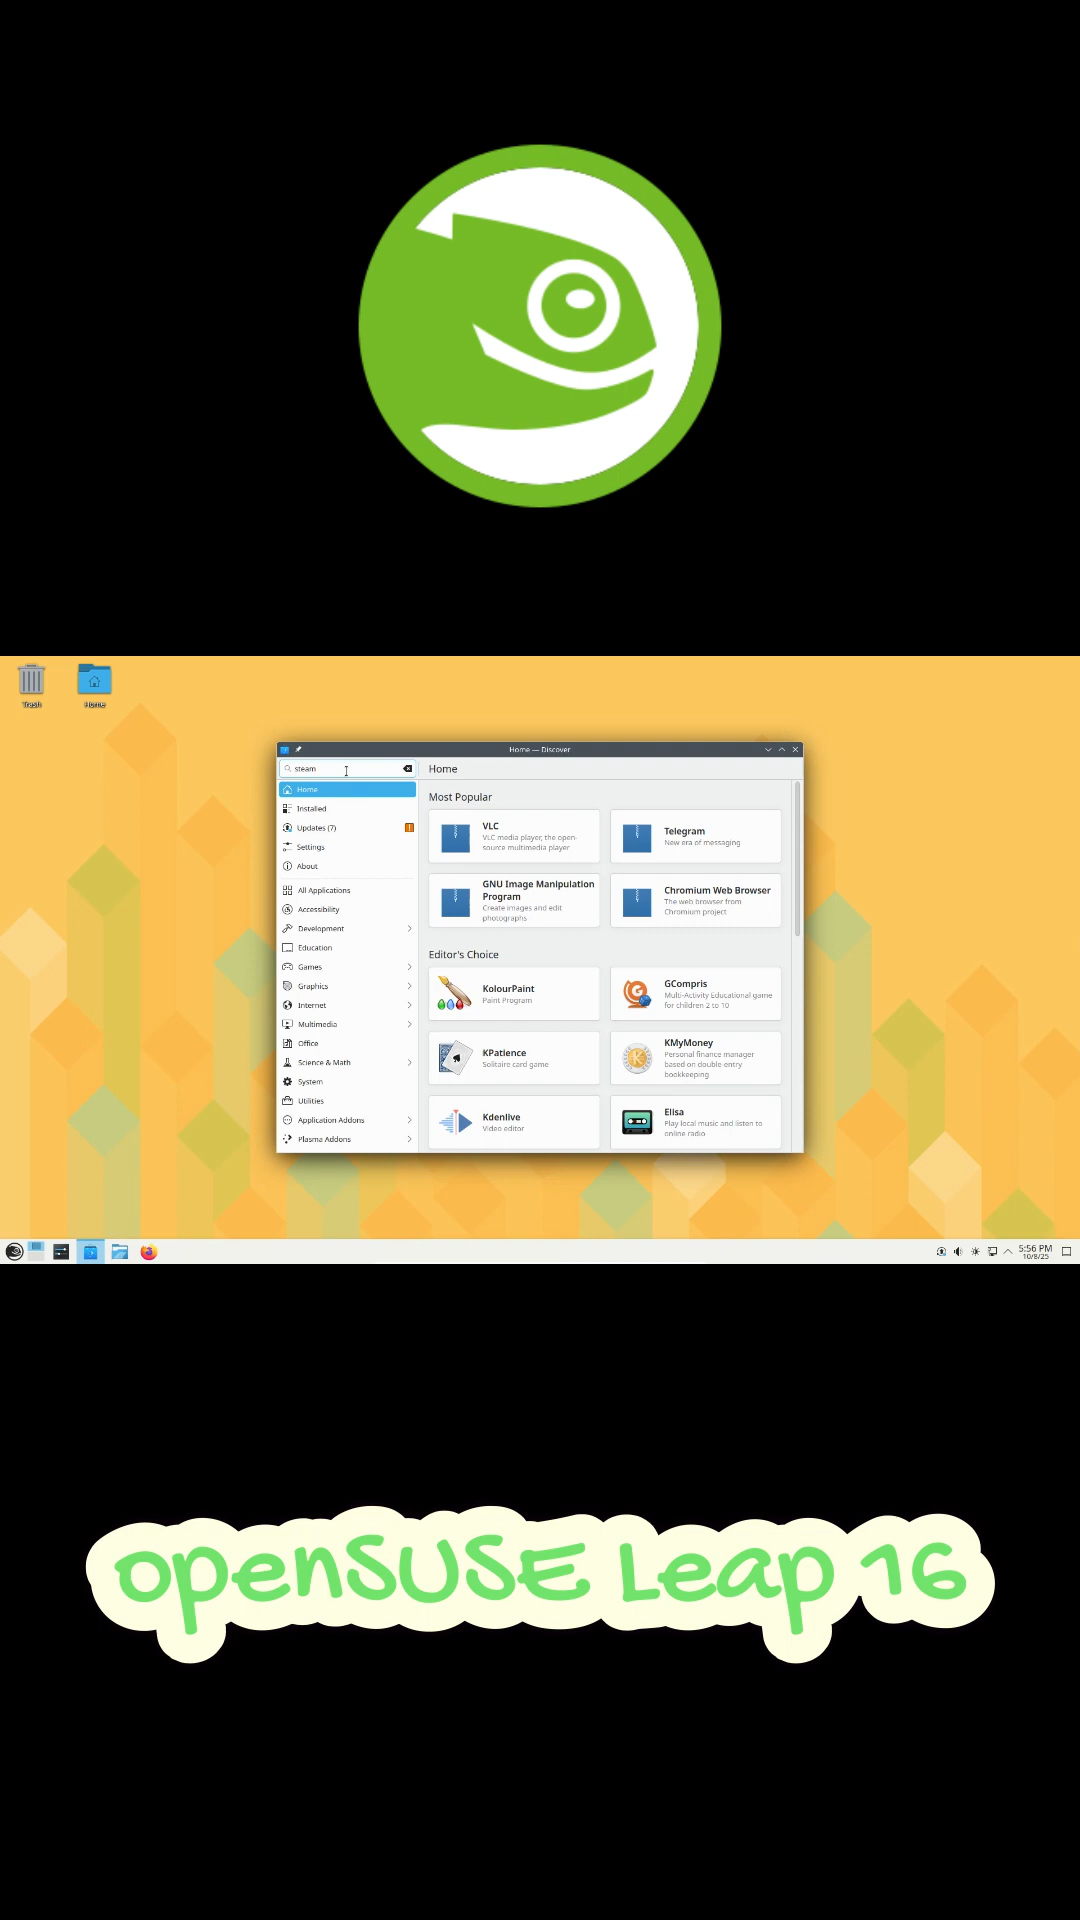 Trash
Home
Home — Discover
steam
Home
Home
Installed
Updates (7)
Settings
About
All Applications
Accessibility
Development
Education
Games
Graphics
Internet
Multimedia
Office
Science & Math
System
Utilities
Application Addons
Plasma Addons
Most Popular
VLC
VLC media player, the open-
source multimedia player
Telegram
New era of messaging
GNU Image Manipulation
Program
Create images and edit
photographs
Chromium Web Browser
The web browser from
Chromium project
Editor's Choice
KolourPaint
Paint Program
GCompris
Multi-Activity Educational game
for children 2 to 10
KPatience
Solitaire card game
KMyMoney
Personal finance manager
based on double-entry
bookkeeping
Kdenlive
Video editor
Elisa
Play local music and listen to
online radio
5:56 PM
10/8/25
openSUSE Leap 16